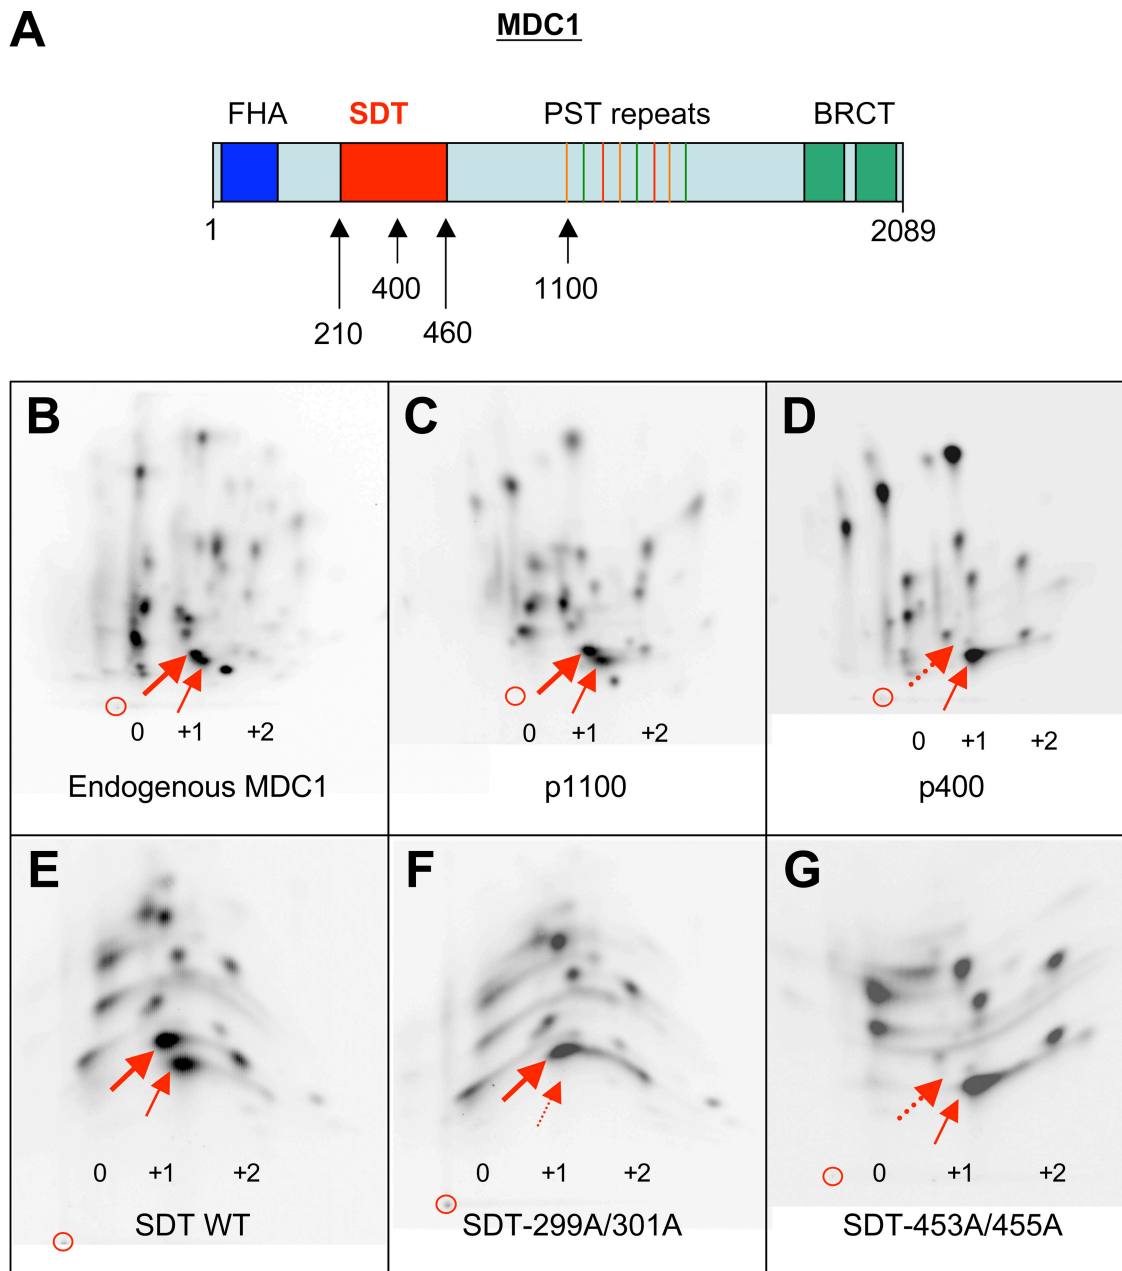 A
MDC1
FHA SDT PST repeats BRCT
1 2089
400 1100
210 460
B C D
0 +1 +2 0 +1 +2 0 +1 +2
Endogenous MDC1 p1100 p400
E F G
0 +1 +2 0 +1 +2 0 +1 +2
SDT WT SDT-299A/301A SDT-453A/455A